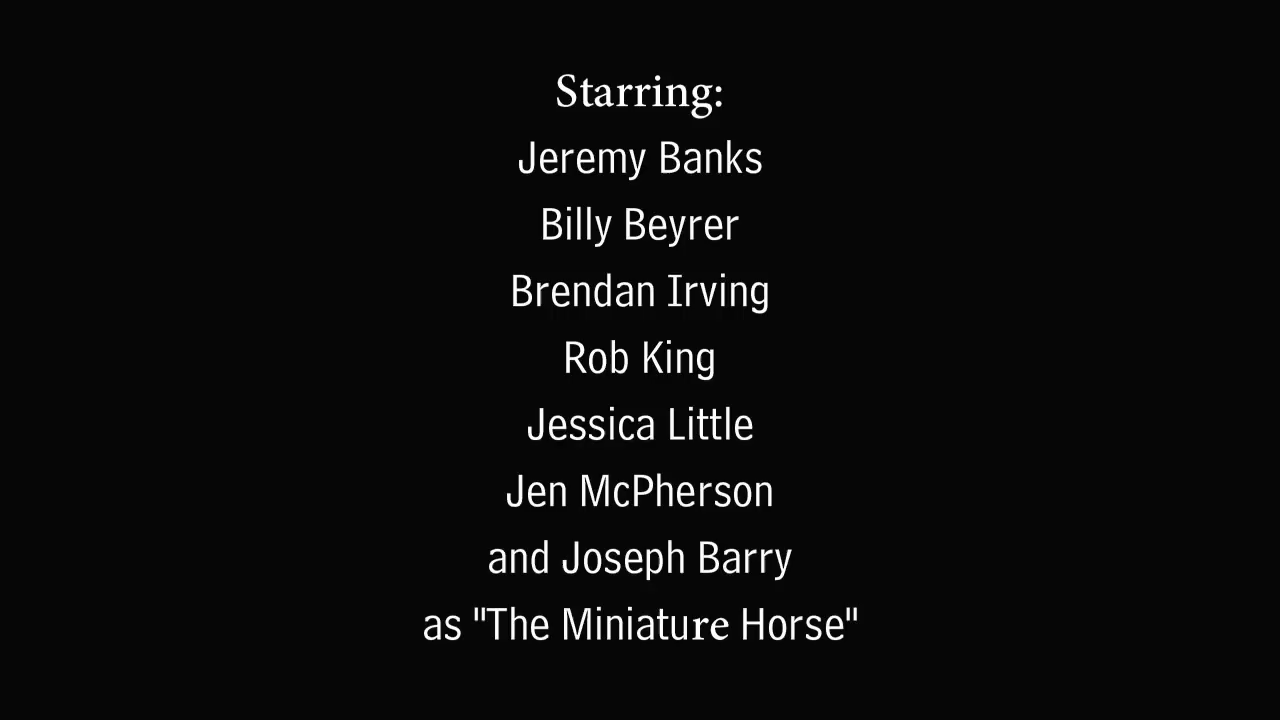 Starring:
Jeremy Banks
Billy Beyrer
Brendan Irving
Rob King
Jessica Little
Jen McPherson
and Joseph Barry
as "The Miniature Horse"